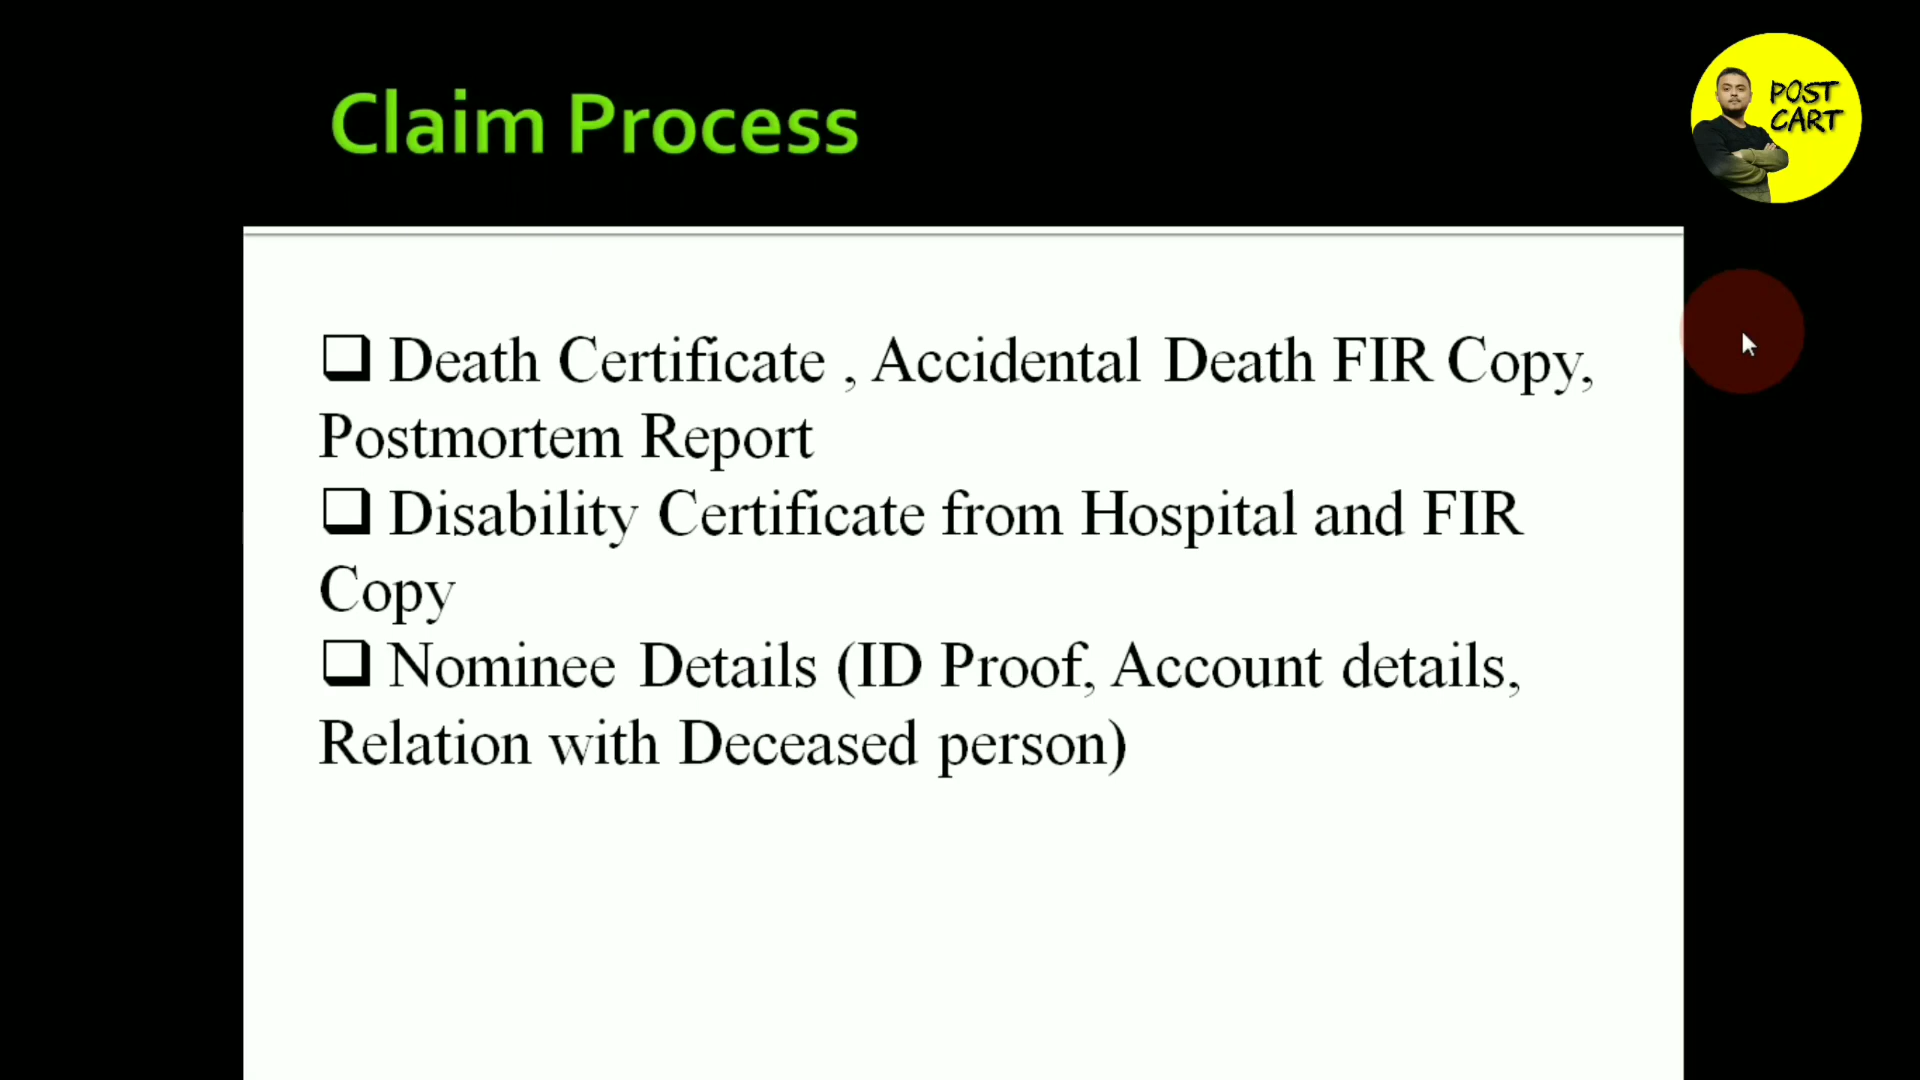 Claim Process
POST
CART
❑ Death Certificate , Accidental Death FIR Copy,
Postmortem Report
❑ Disability Certificate from Hospital and FIR
Copy
❑ Nominee Details (ID Proof, Account details,
Relation with Deceased person)